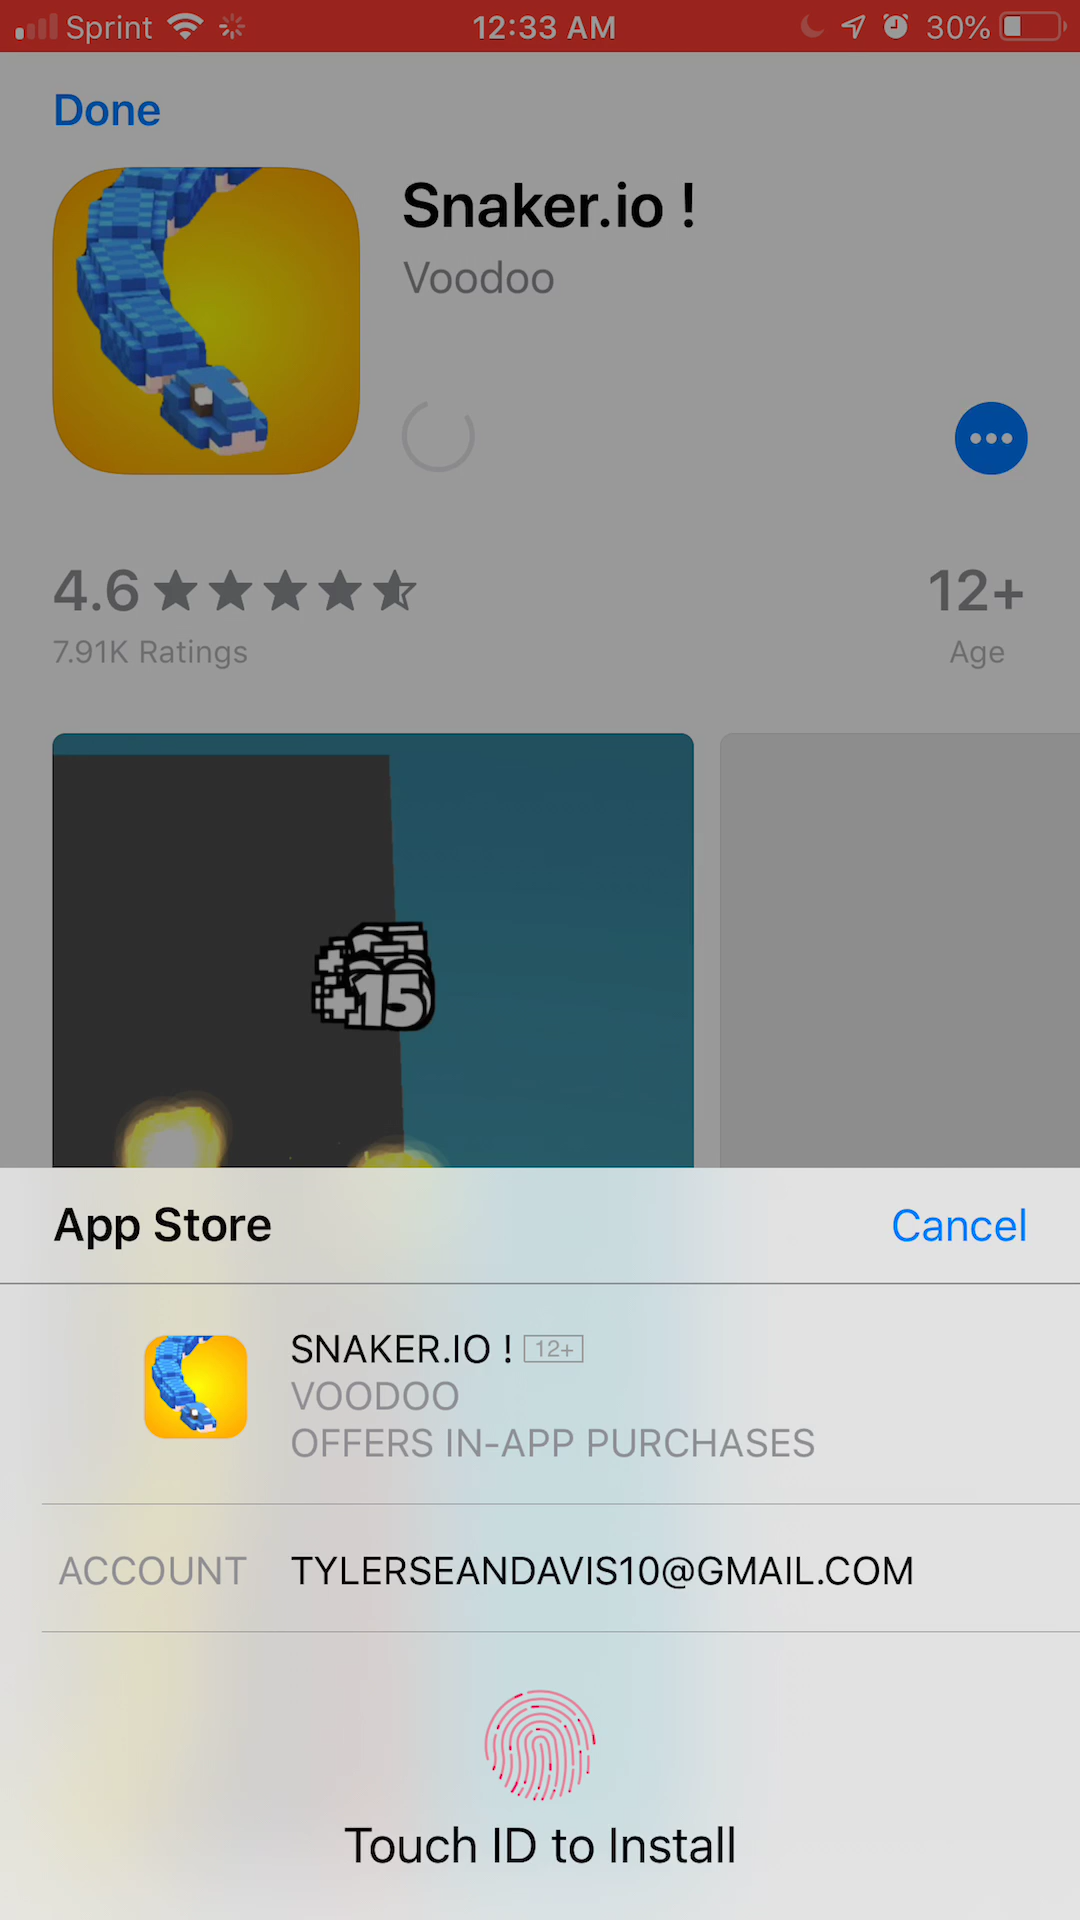 Sprint 12:33 AM 30%
Done
Snaker.io !
Voodoo
4.6 12+
7.91K Ratings Age
+15
App Store Cancel
SNAKER.IO ! 12+
VOODOO
OFFERS IN-APP PURCHASES
ACCOUNT TYLERSEANDAVIS10@GMAIL.COM
Touch ID to Install